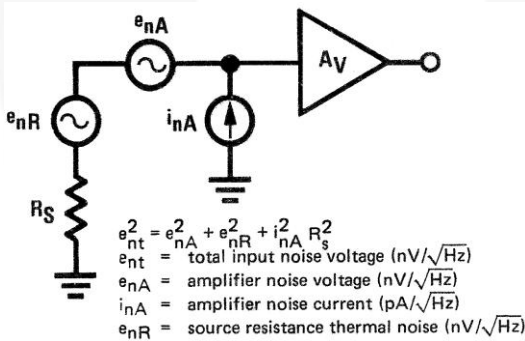 enA
AV
enR
inA
RS
e²nt = e²nA + e²nR + i²nA R²s
ent = total input noise voltage (nV/√Hz)
enA = amplifier noise voltage (nV/√Hz)
inA = amplifier noise current (pA/√Hz)
enR = source resistance thermal noise (nV/√Hz)